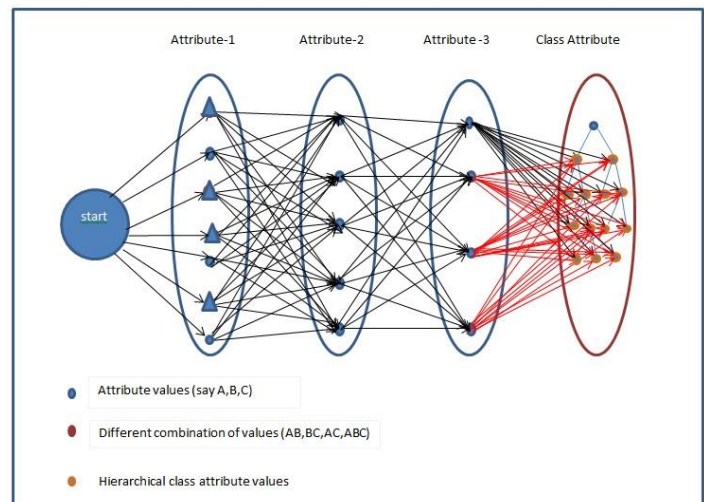 Attribute-1 Attribute-2 Attribute -3 Class Attribute
start
Attribute values (say A,B,C)
Different combination of values (AB,BC,AC,ABC)
Hierarchical class attribute values